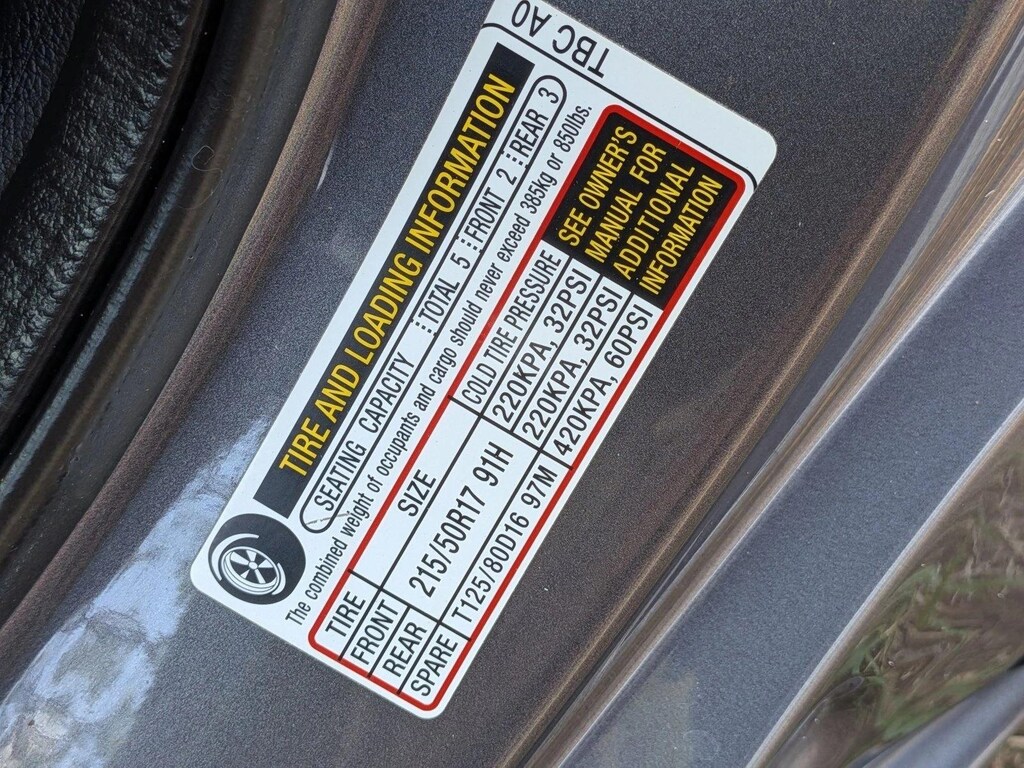 TBC A0
TIRE AND LOADING INFORMATION
SEATING CAPACITY TOTAL 5 FRONT 2 REAR 3
The combined weight of occupants and cargo should never exceed 385kg or 850lbs.
TIRE SIZE COLD TIRE PRESSURE
FRONT 215/50R17 91H 220KPA, 32PSI
REAR 220KPA, 32PSI
SPARE T125/80D16 97M 420KPA, 60PSI
SEE OWNER'S
MANUAL FOR
ADDITIONAL
INFORMATION